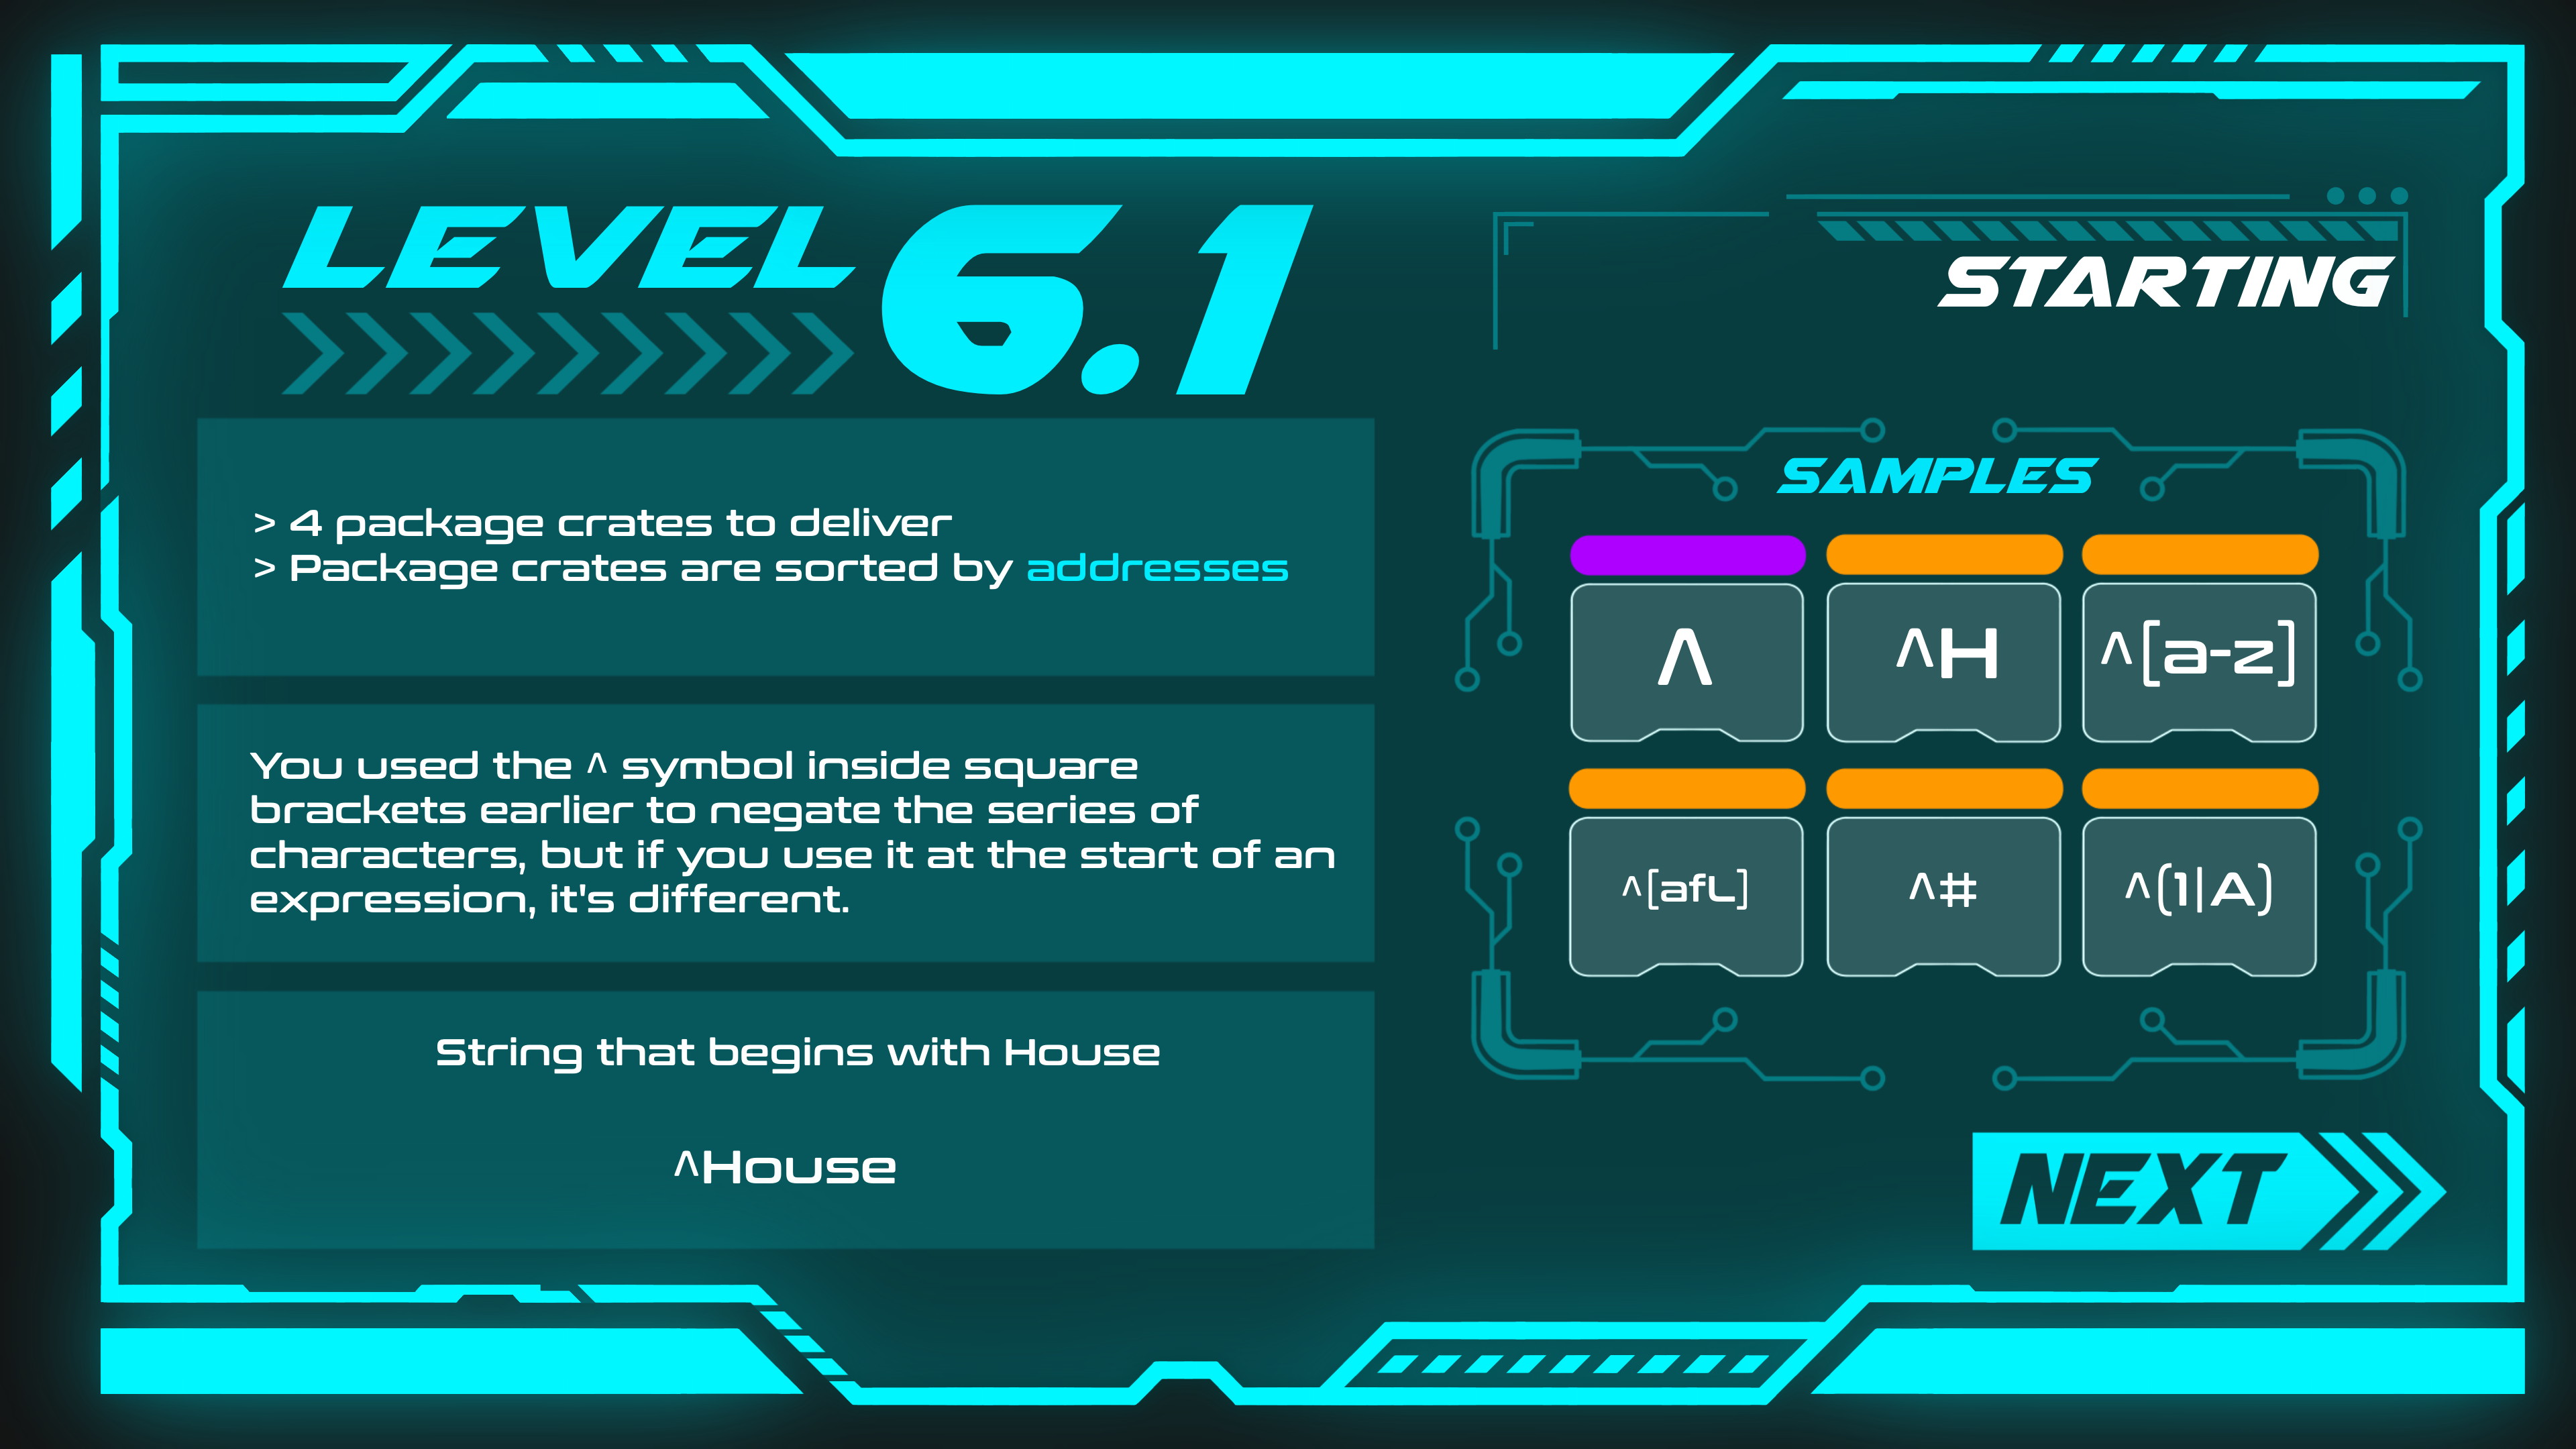 LEVEL 6.1
STARTING
> 4 package crates to deliver
> Package crates are sorted by addresses
You used the ^ symbol inside square
brackets earlier to negate the series of
characters, but if you use it at the start of an
expression, it's different.
String that begins with House
^House
SAMPLES
^
^H
^[a-z]
^[afL]
^#
^(1|A)
NEXT